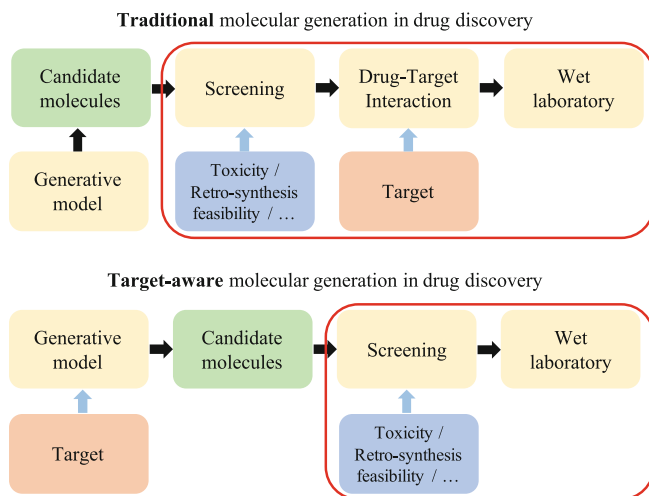 Traditional molecular generation in drug discovery
Candidate
molecules
Screening
Drug-Target
Interaction
Wet
laboratory
Generative
model
Toxicity /
Retro-synthesis
feasibility / …
Target
Target-aware molecular generation in drug discovery
Generative
model
Candidate
molecules
Screening
Wet
laboratory
Target
Toxicity /
Retro-synthesis
feasibility / …